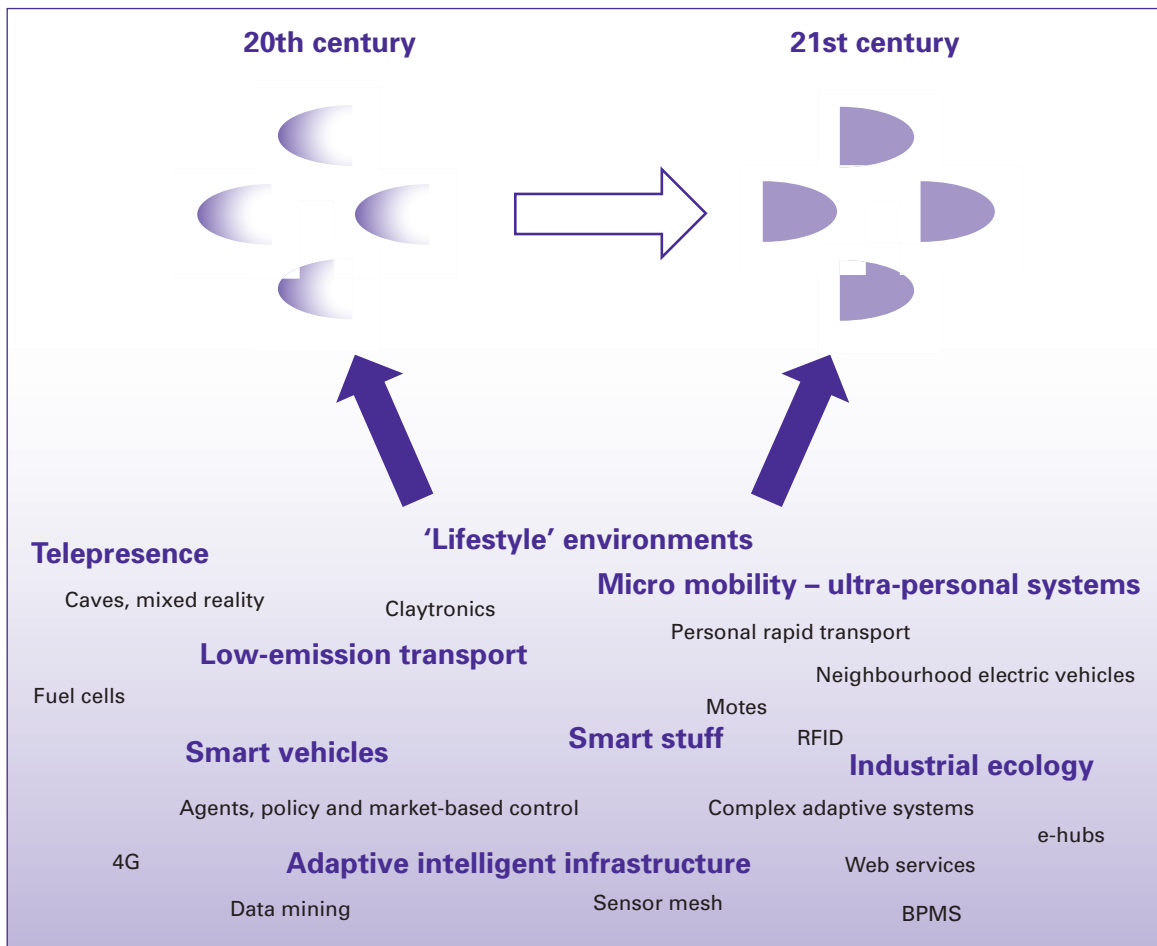 20th century
21st century
‘Lifestyle’ environments
Telepresence
Micro mobility – ultra-personal systems
Caves, mixed reality
Claytronics
Personal rapid transport
Low-emission transport
Neighbourhood electric vehicles
Fuel cells
Motes
Smart stuff
RFID
Smart vehicles
Industrial ecology
Agents, policy and market-based control
Complex adaptive systems
e-hubs
4G
Adaptive intelligent infrastructure
Web services
Data mining
Sensor mesh
BPMS